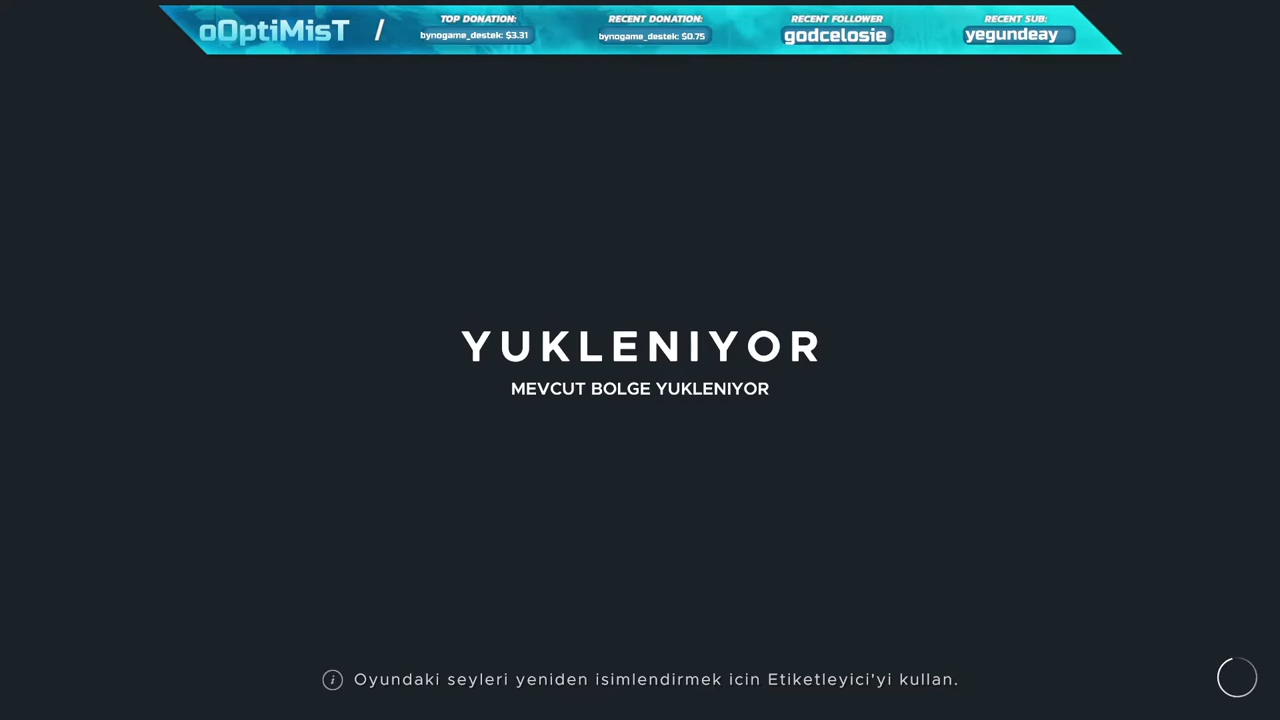 oOptiMisT /
TOP DONATION:
bynogame_destek: $3.31
RECENT DONATION:
bynogame_destek: $0.75
RECENT FOLLOWER
godcelosie
RECENT SUB:
yegundeay
YUKLENIYOR
MEVCUT BOLGE YUKLENIYOR
i Oyundaki seyleri yeniden isimlendirmek icin Etiketleyici'yi kullan.